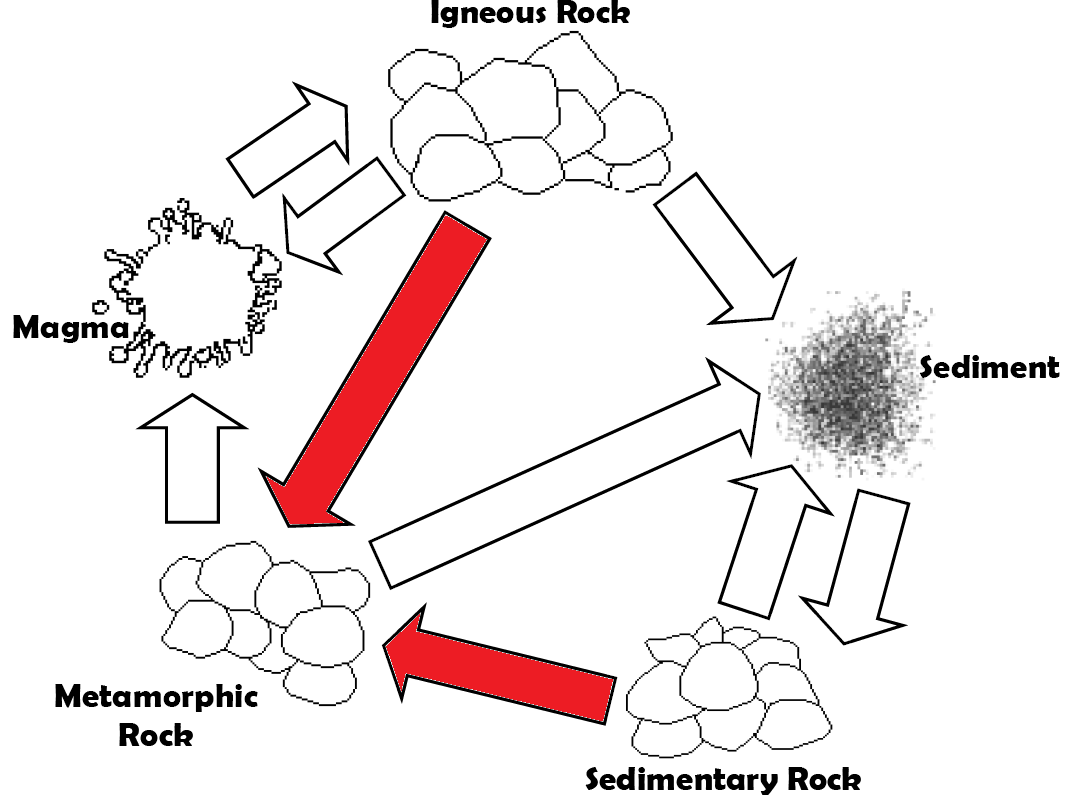 Igneous Rock
Magma
Sediment
Metamorphic
Rock
Sedimentary Rock